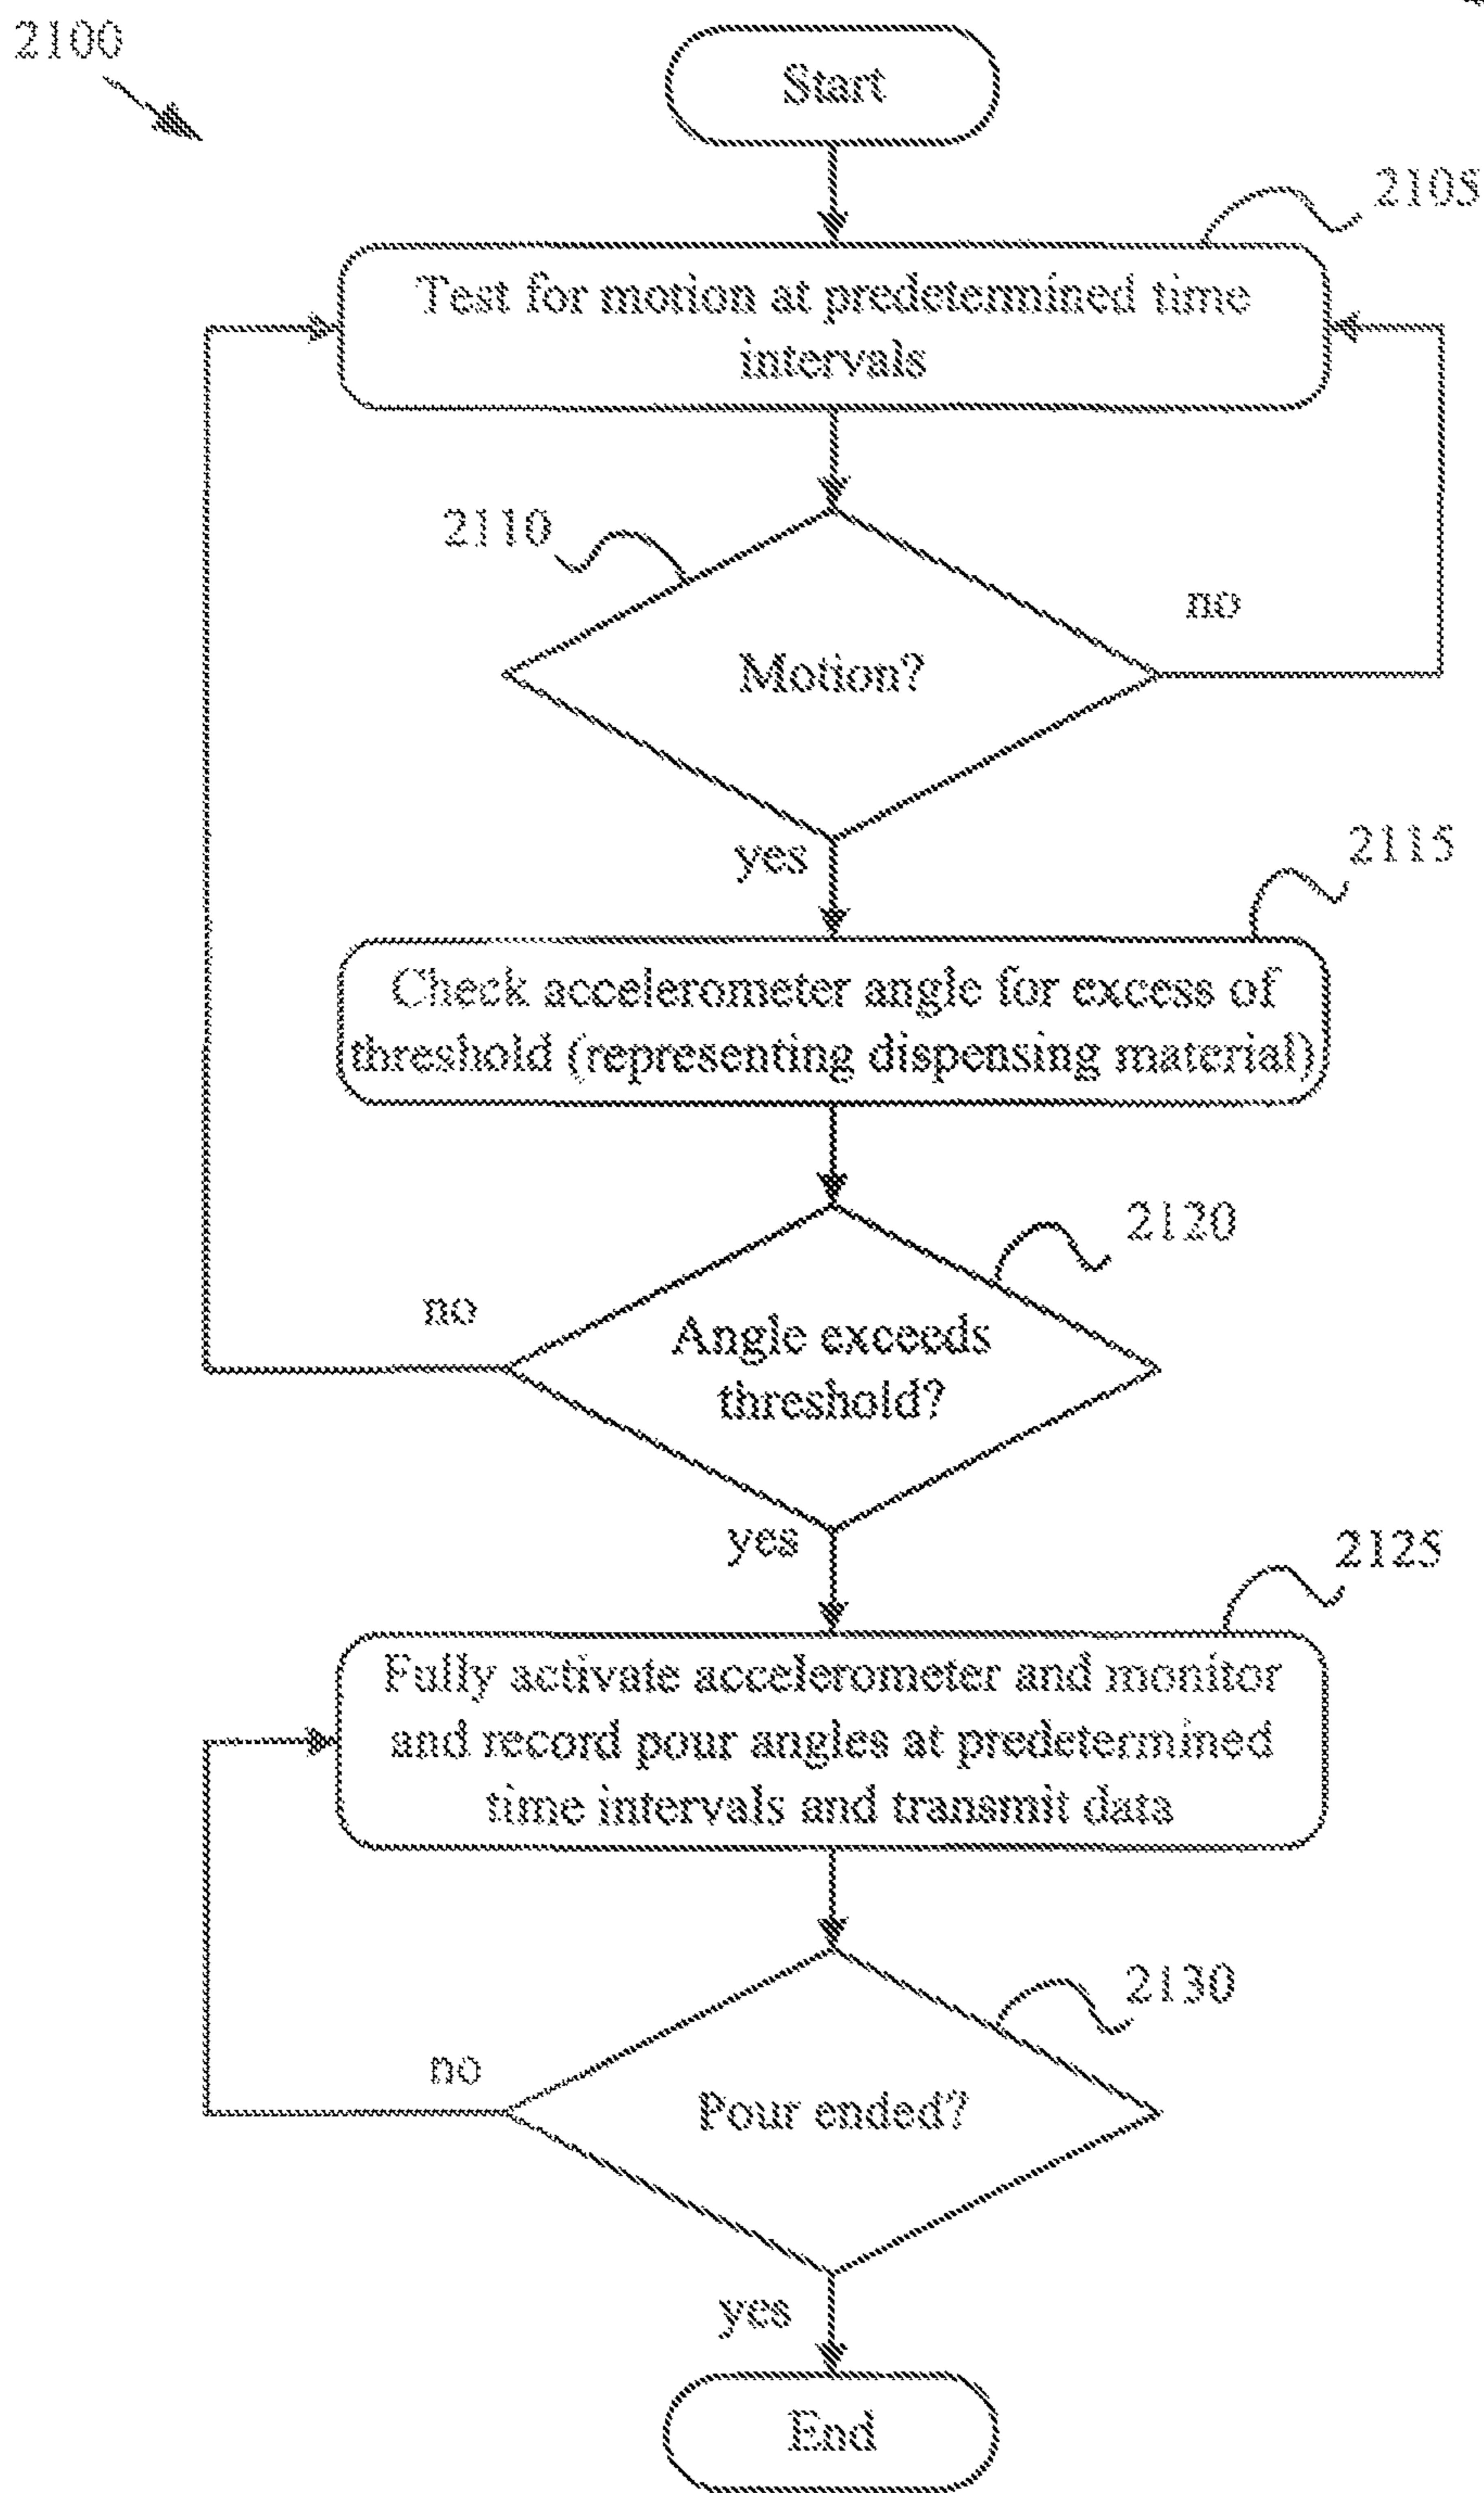 2100
Start
2105
Test for motion at predetermined time
intervals
2110
Motion?
no
yes
2115
Check accelerometer angle for excess of
threshold (representing dispensing material)
2120
no
Angle exceeds
threshold?
yes
2125
Fully activate accelerometer and monitor
and record pour angles at predetermined
time intervals and transmit data
2130
no
Pour ended?
yes
End